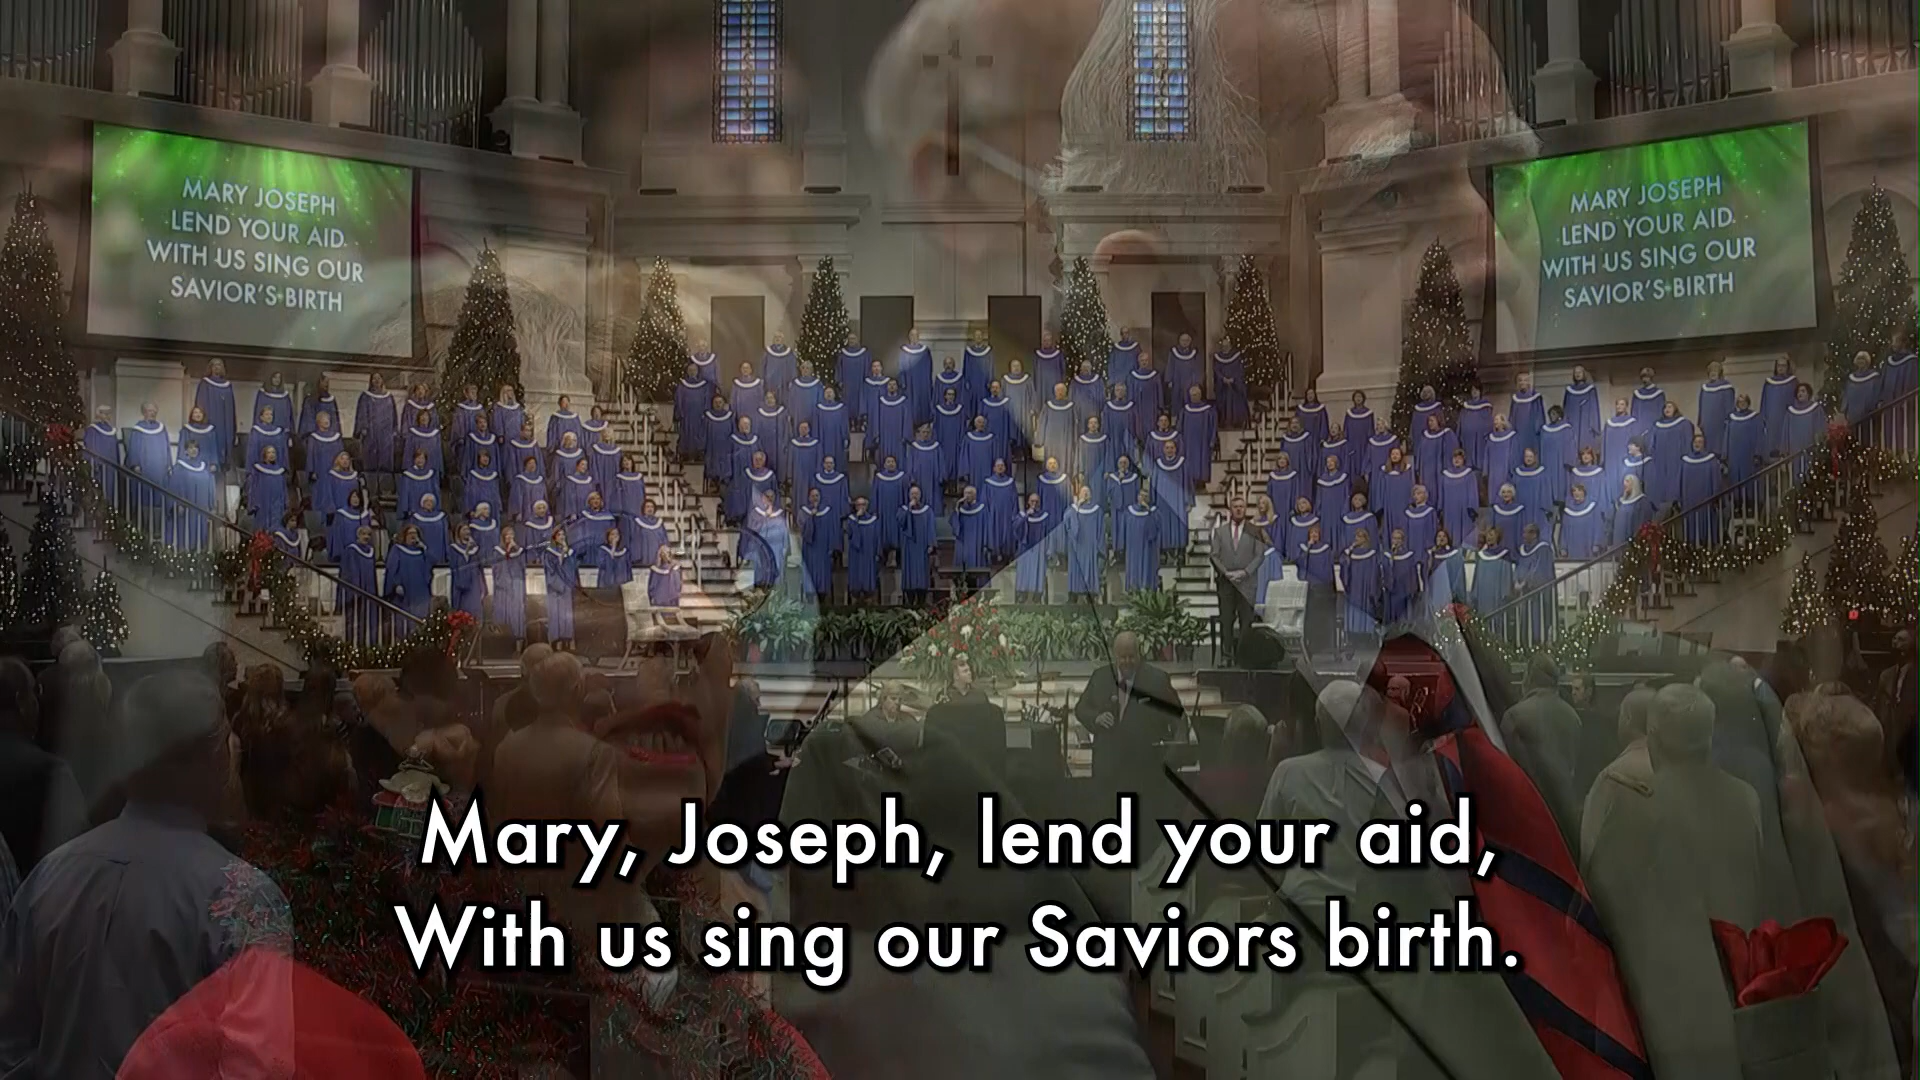 MARY JOSEPH
LEND YOUR AID
WITH US SING OUR
SAVIOR'S BIRTH
MARY JOSEPH
LEND YOUR AID
WITH US SING OUR
SAVIOR'S BIRTH
Mary, Joseph, lend your aid,
With us sing our Saviors birth.